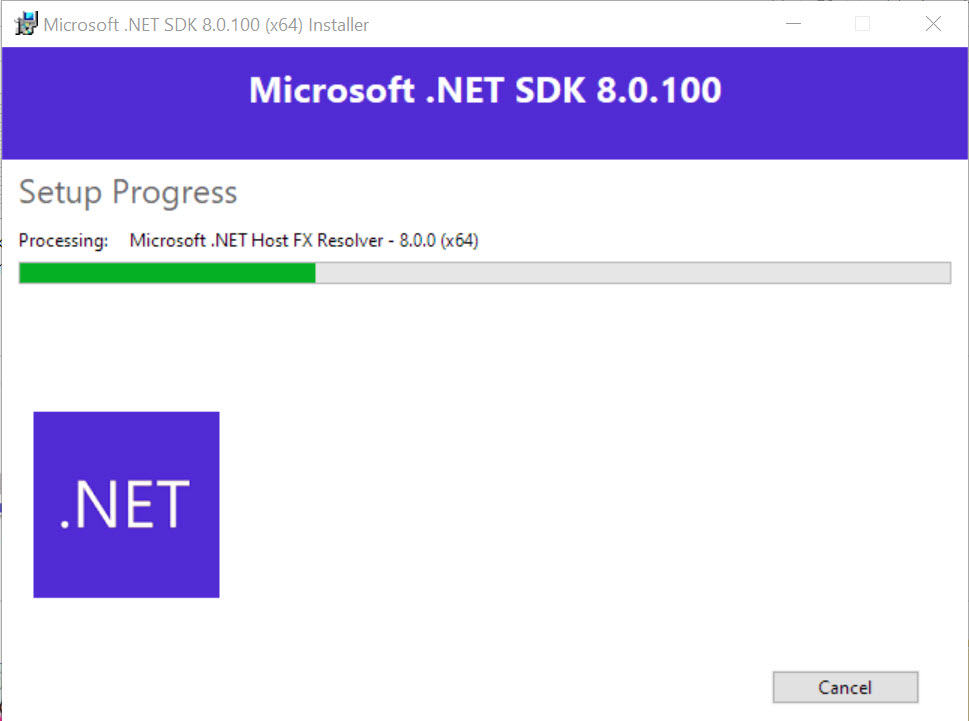 Microsoft .NET SDK 8.0.100 (x64) Installer
Microsoft .NET SDK 8.0.100
Setup Progress
Processing: Microsoft .NET Host FX Resolver - 8.0.0 (x64)
.NET
Cancel